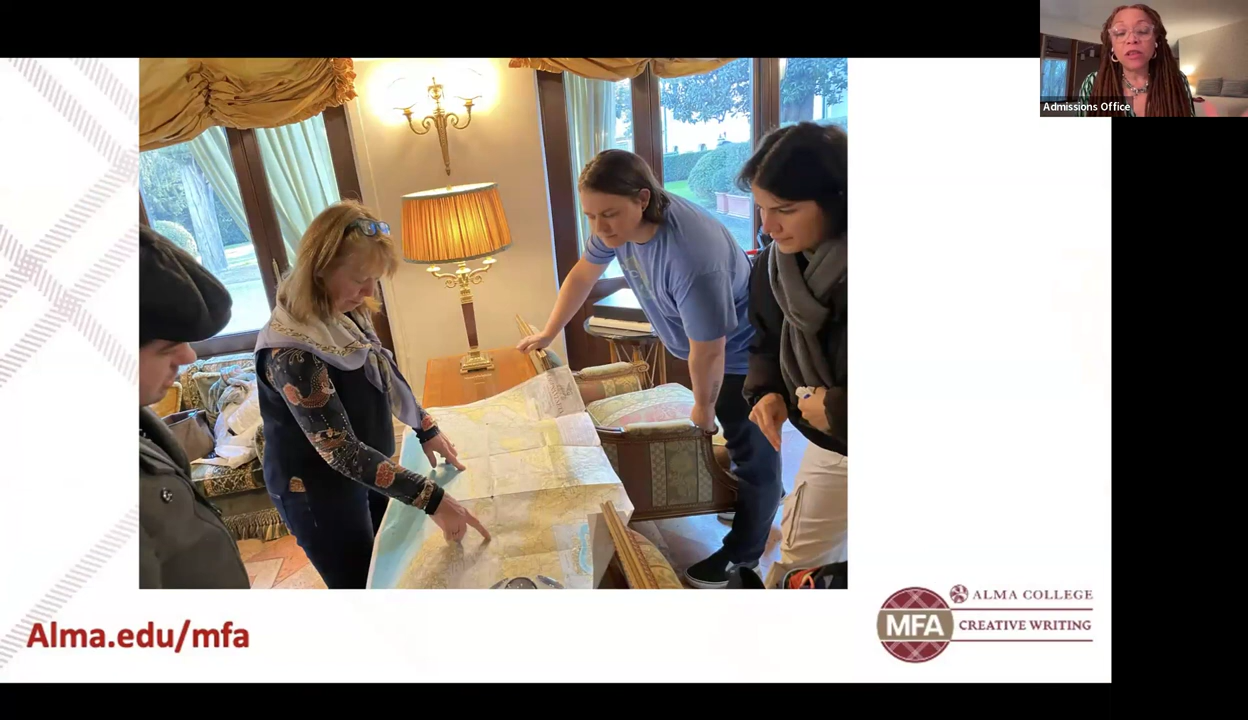 Admissions Office
Alma.edu/mfa
MFA
ALMA COLLEGE
CREATIVE WRITING